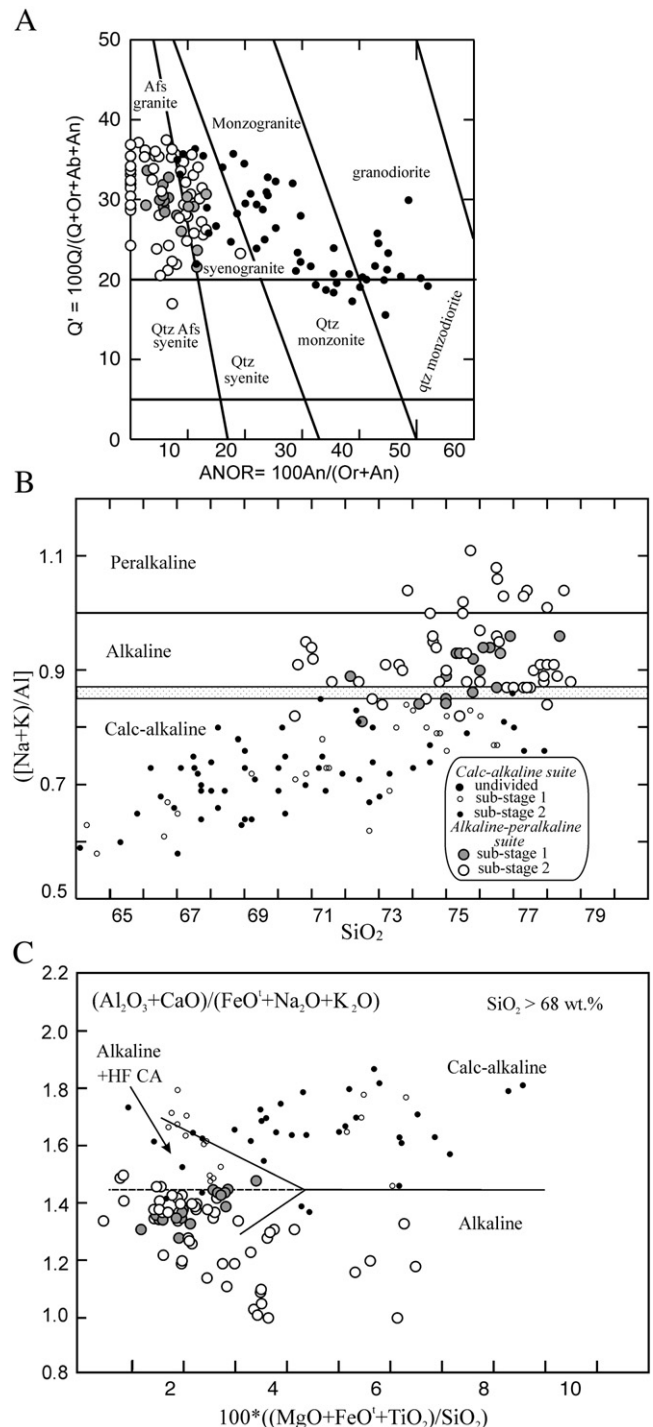 A
50
40
30
20
10
0
Q' = 100Q/(Q+Or+Ab+An)
Afs
granite
Monzogranite
granodiorite
syenogranite
Qtz Afs
syenite
Qtz
syenite
Qtz
monzonite
qtz monzodiorite
10 20 30 40 50 60
ANOR= 100An/(Or+An)
B
1.1
0.9
0.7
0.5
([Na+K)/Al]
Peralkaline
Alkaline
Calc-alkaline
Calc-alkaline suite
undivided
sub-stage 1
sub-stage 2
Alkaline-peralkaline
suite
sub-stage 1
sub-stage 2
65 67 69 71 73 75 77 79
SiO₂
C
2.2
2.0
1.8
1.6
1.4
1.2
1.0
0.8
(Al₂O₃+CaO)/(FeOᵗ+Na₂O+K₂O)
SiO₂ > 68 wt.%
Alkaline
+HF CA
Calc-alkaline
Alkaline
2 4 6 8 10
100*((MgO+FeOᵗ+TiO₂)/SiO₂)